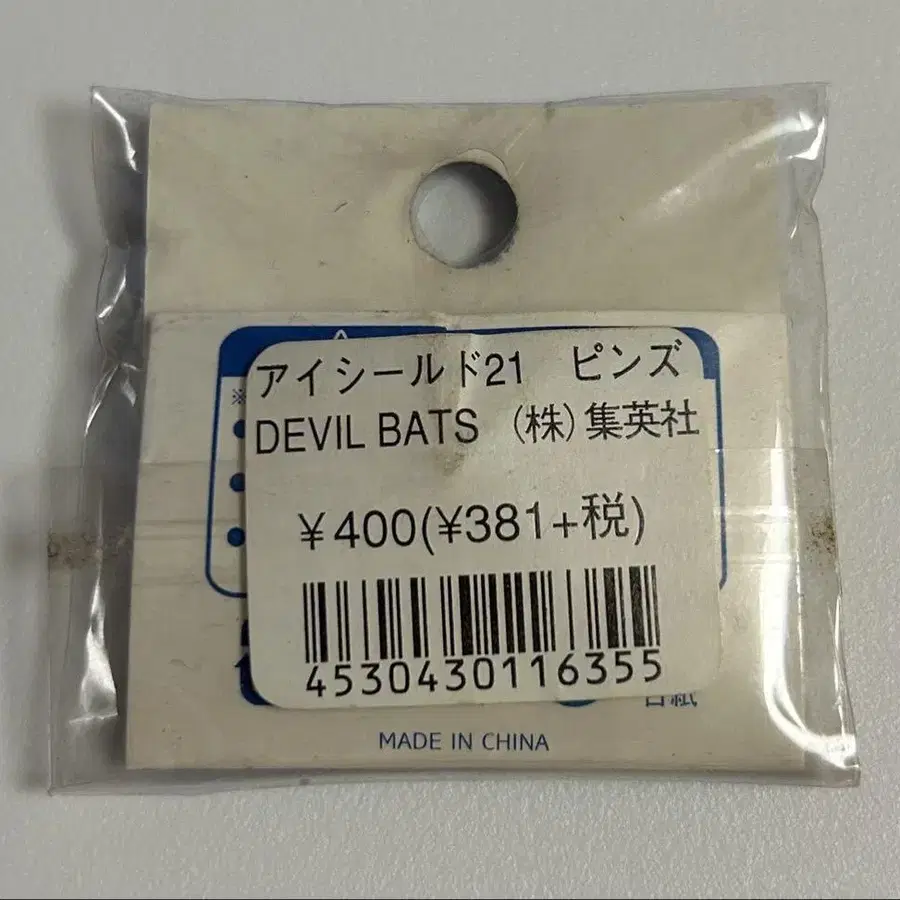 アイシールド21　ピンズ
DEVIL BATS （株）集英社
￥400(¥381+税)
4530430116355
MADE IN CHINA